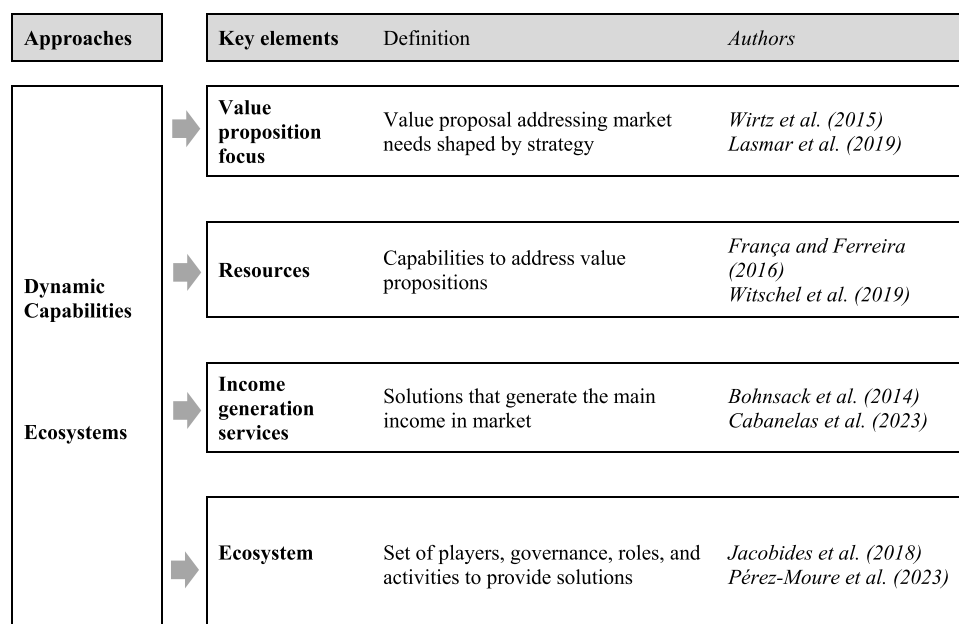 Approaches
Key elements
Definition
Authors
Dynamic
Capabilities
Ecosystems
Value
proposition
focus
Value proposal addressing market
needs shaped by strategy
Wirtz et al. (2015)
Lasmar et al. (2019)
Resources
Capabilities to address value
propositions
França and Ferreira
(2016)
Witschel et al. (2019)
Income
generation
services
Solutions that generate the main
income in market
Bohnsack et al. (2014)
Cabanelas et al. (2023)
Ecosystem
Set of players, governance, roles, and
activities to provide solutions
Jacobides et al. (2018)
Pérez-Moure et al. (2023)